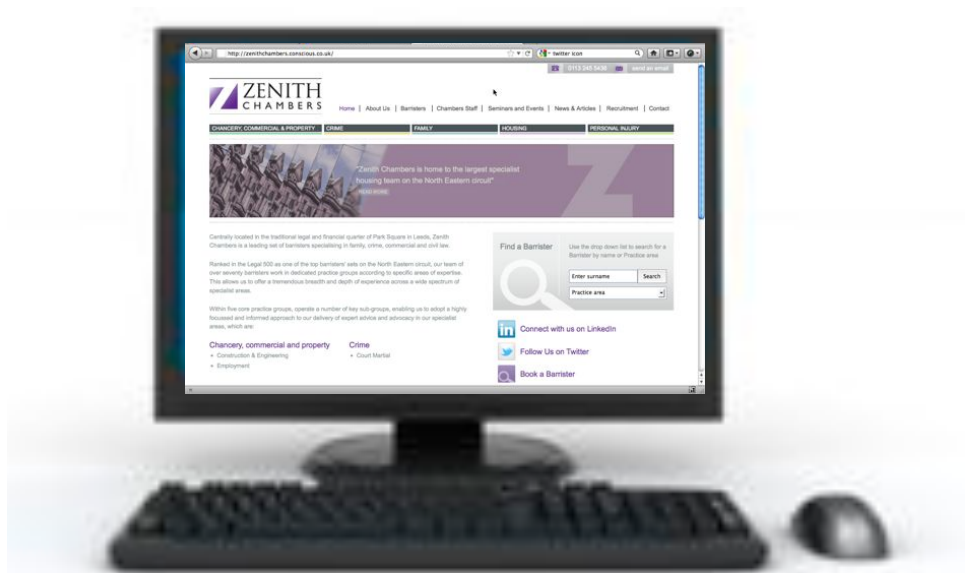 http://zenithchambers.conscious.co.uk/
twitter icon
0113 245 5438 send an email
ZENITH
CHAMBERS
Home | About Us | Barristers | Chambers Staff | Seminars and Events | News & Articles | Recruitment | Contact
CHANCERY, COMMERCIAL & PROPERTY CRIME FAMILY HOUSING PERSONAL INJURY
"Zenith Chambers is home to the largest specialist
housing team on the North Eastern circuit"
READ MORE
Centrally located in the traditional legal and financial quarter of Park Square in Leeds, Zenith
Chambers is a leading set of barristers specialising in family, crime, commercial and civil law.
Ranked in the Legal 500 as one of the top barristers' sets on the North Eastern circuit, our team of
over seventy barristers work in dedicated practice groups according to specific areas of expertise.
This allows us to offer a tremendous breadth and depth of experience across a wide spectrum of
specialist areas.
Within five core practice groups, operate a number of key sub-groups, enabling us to adopt a highly
focussed and informed approach to our delivery of expert advice and advocacy in our specialist
areas, which are:
Chancery, commercial and property
+ Construction & Engineering
+ Employment
Crime
+ Court Martial
Find a Barrister
Use the drop down list to search for a
Barrister by name or Practice area
Enter surname Search
Practice area
Connect with us on LinkedIn
Follow Us on Twitter
Book a Barrister